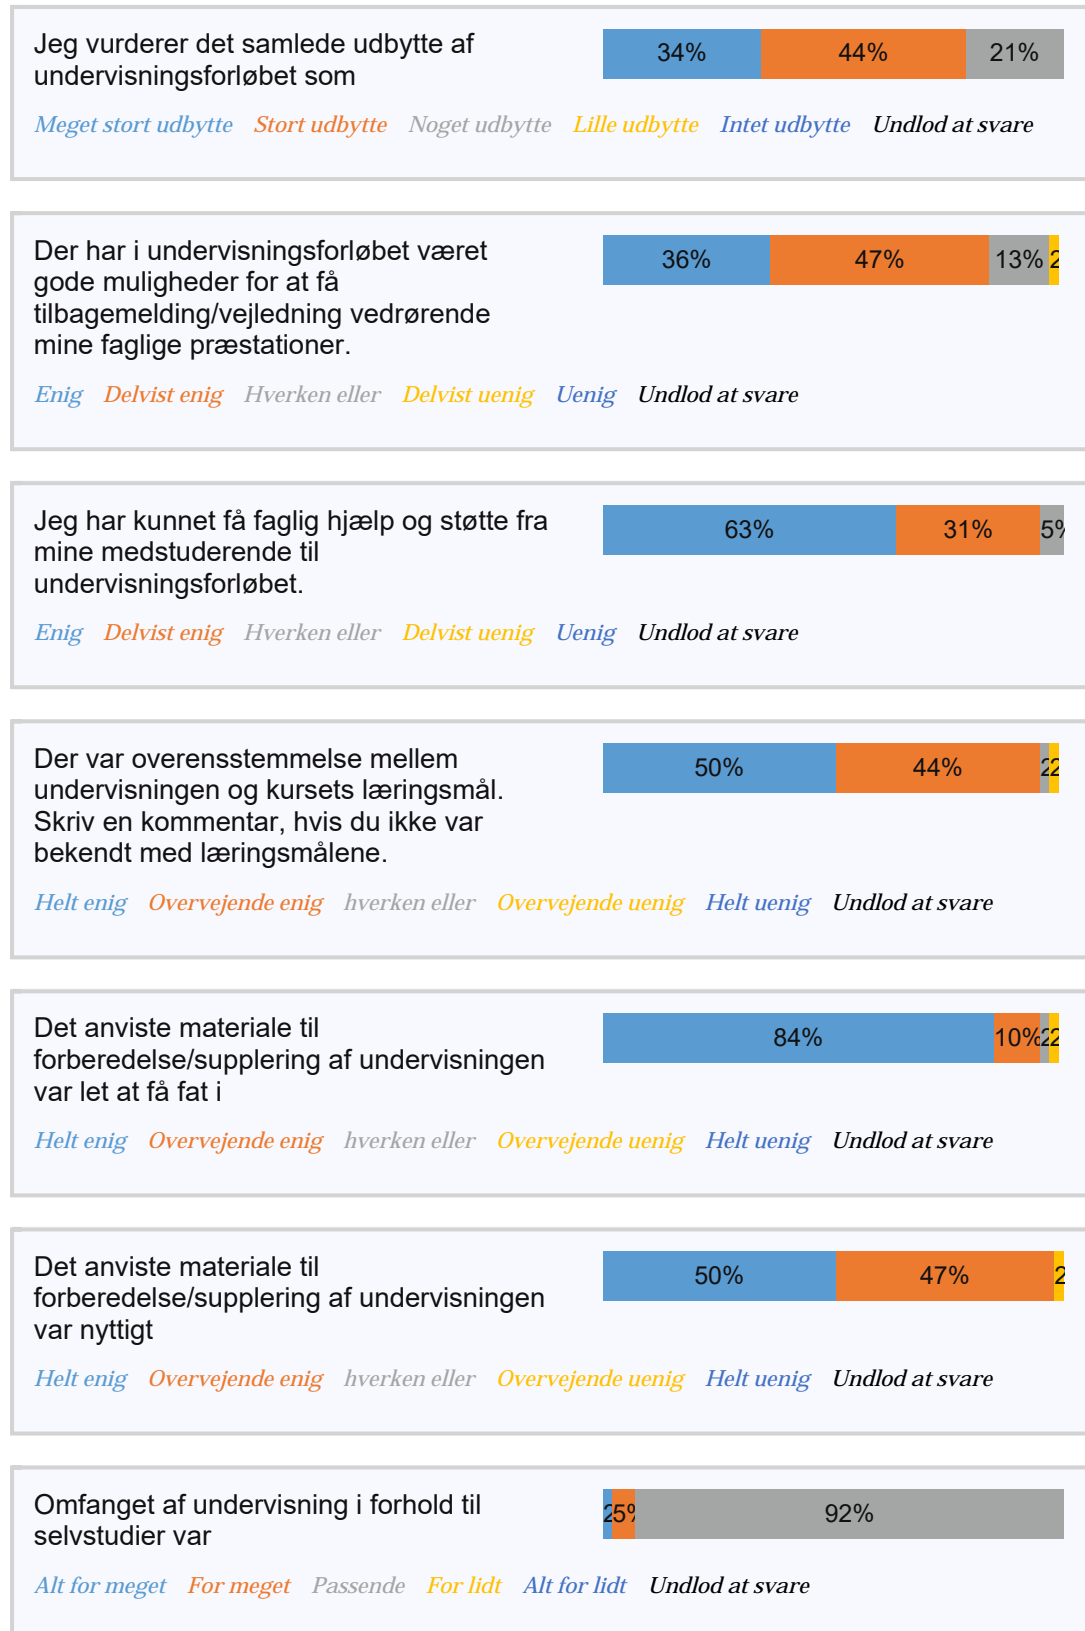 Jeg vurderer det samlede udbytte af
undervisningsforløbet som
34% 44% 21%
Meget stort udbytte Stort udbytte Noget udbytte Lille udbytte Intet udbytte Undlod at svare
Der har i undervisningsforløbet været
gode muligheder for at få
tilbagemelding/vejledning vedrørende
mine faglige præstationer.
36% 47% 13% 2
Enig Delvist enig Hverken eller Delvist uenig Uenig Undlod at svare
Jeg har kunnet få faglig hjælp og støtte fra
mine medstuderende til
undervisningsforløbet.
63% 31% 5%
Enig Delvist enig Hverken eller Delvist uenig Uenig Undlod at svare
Der var overensstemmelse mellem
undervisningen og kursets læringsmål.
Skriv en kommentar, hvis du ikke var
bekendt med læringsmålene.
50% 44% 2 2
Helt enig Overvejende enig hverken eller Overvejende uenig Helt uenig Undlod at svare
Det anviste materiale til
forberedelse/supplering af undervisningen
var let at få fat i
84% 10% 2 2
Helt enig Overvejende enig hverken eller Overvejende uenig Helt uenig Undlod at svare
Det anviste materiale til
forberedelse/supplering af undervisningen
var nyttigt
50% 47% 2
Helt enig Overvejende enig hverken eller Overvejende uenig Helt uenig Undlod at svare
Omfanget af undervisning i forhold til
selvstudier var
2 5% 92%
Alt for meget For meget Passende For lidt Alt for lidt Undlod at svare